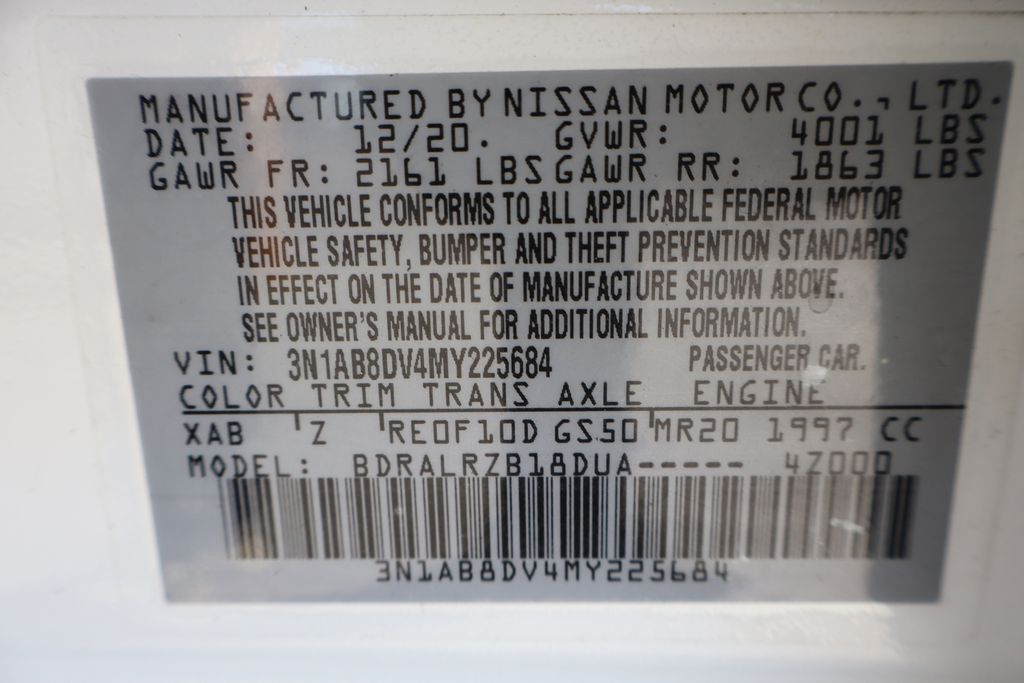 MANUFACTURED BY NISSAN MOTOR CO., LTD.
DATE: 12/20. GVWR: 4001 LBS
GAWR FR: 2161 LBS GAWR RR: 1863 LBS
THIS VEHICLE CONFORMS TO ALL APPLICABLE FEDERAL MOTOR
VEHICLE SAFETY, BUMPER AND THEFT PREVENTION STANDARDS
IN EFFECT ON THE DATE OF MANUFACTURE SHOWN ABOVE.
SEE OWNER'S MANUAL FOR ADDITIONAL INFORMATION.
VIN: 3N1AB8DV4MY225684 PASSENGER CAR.
COLOR TRIM TRANS AXLE ENGINE
XAB Z RE0F10D GS50 MR20 1997 CC
MODEL: BDRALRZB18DUA----- 4Z000
3N1AB8DV4MY225684